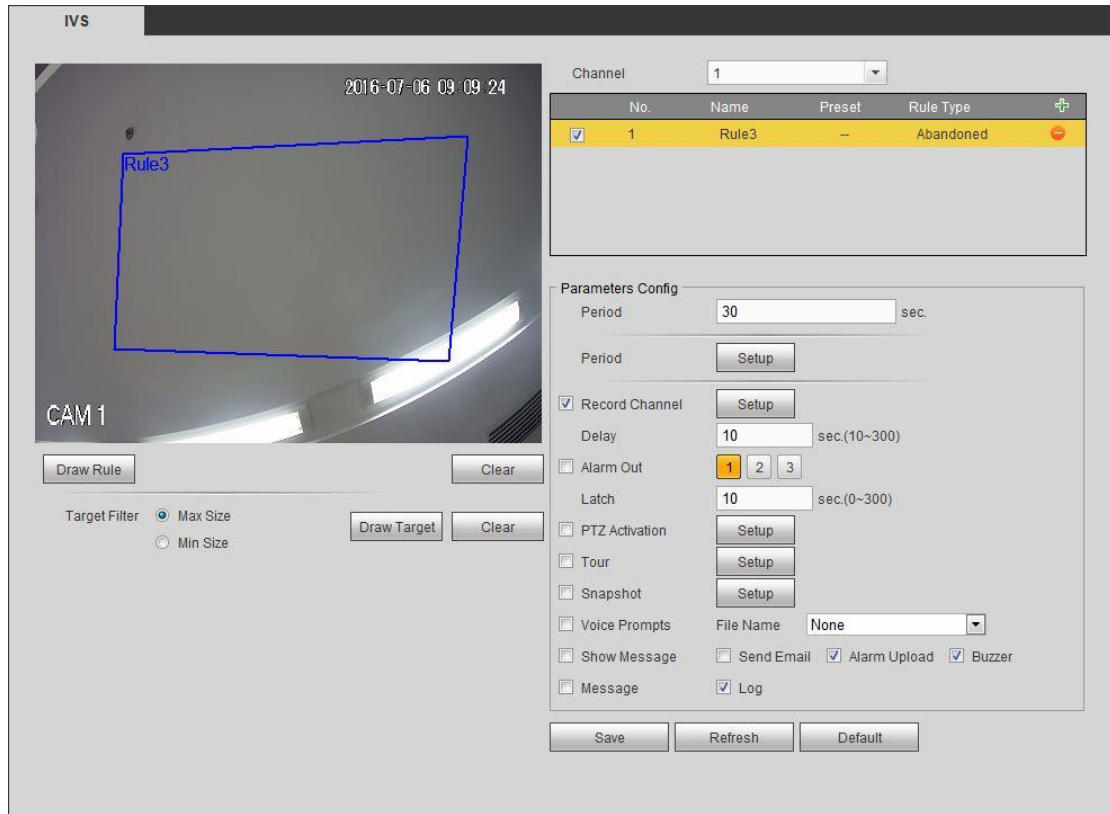 IVS
2016-07-06 09:09:24
Rule3
CAM 1
Draw Rule Clear
Target Filter Max Size
Min Size
Draw Target Clear
Channel 1
No. Name Preset Rule Type
1 Rule3 -- Abandoned
Parameters Config
Period 30 sec.
Period Setup
Record Channel Setup
Delay 10 sec.(10~300)
Alarm Out 1 2 3
Latch 10 sec.(0~300)
PTZ Activation Setup
Tour Setup
Snapshot Setup
Voice Prompts File Name None
Show Message Send Email Alarm Upload Buzzer
Message Log
Save Refresh Default